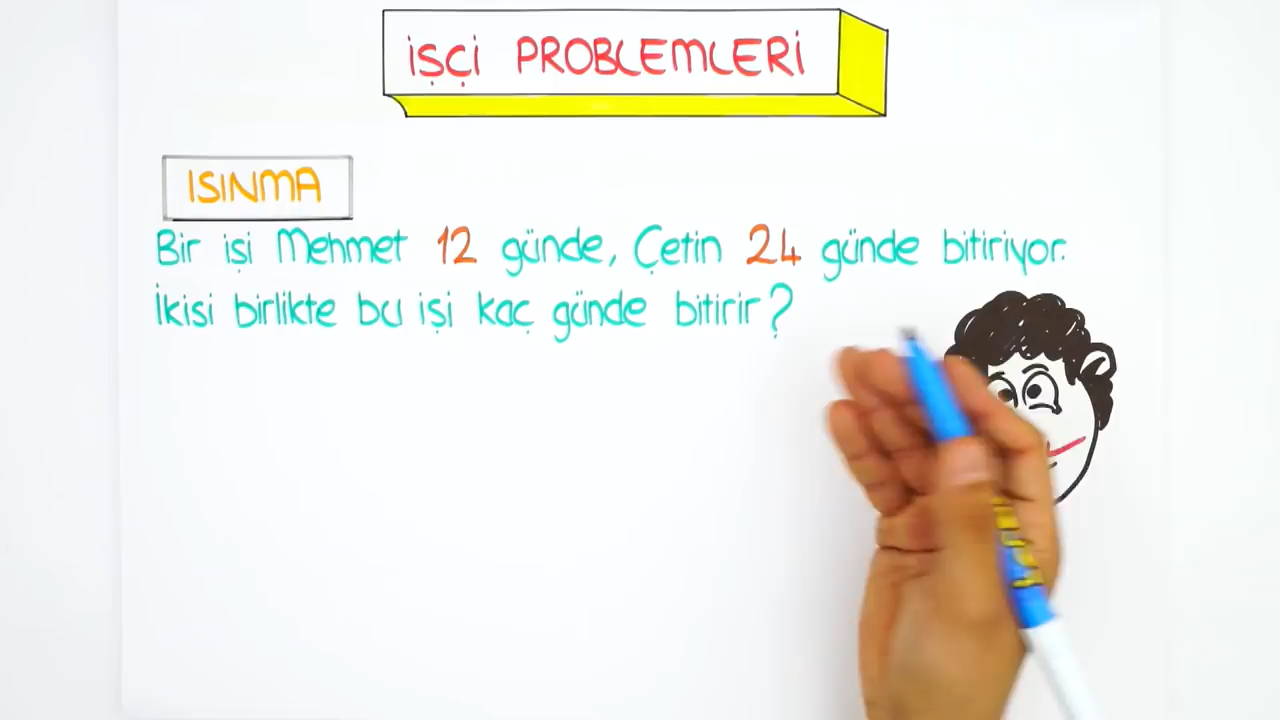 İŞÇİ PROBLEMLERİ
ISINMA
Bir işi Mehmet 12 günde, Çetin 24 günde bitiriyor.
İkisi birlikte bu işi kaç günde bitirir?